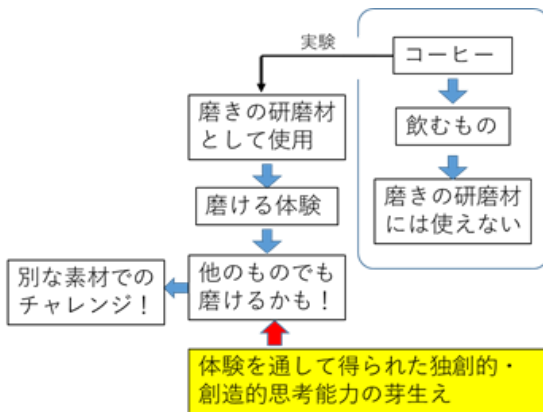 実験
コーヒー
飲むもの
磨きの研磨材
には使えない
磨きの研磨材
として使用
磨ける体験
他のものでも
磨けるかも！
別な素材での
チャレンジ！
体験を通して得られた独創的・
創造的思考能力の芽生え